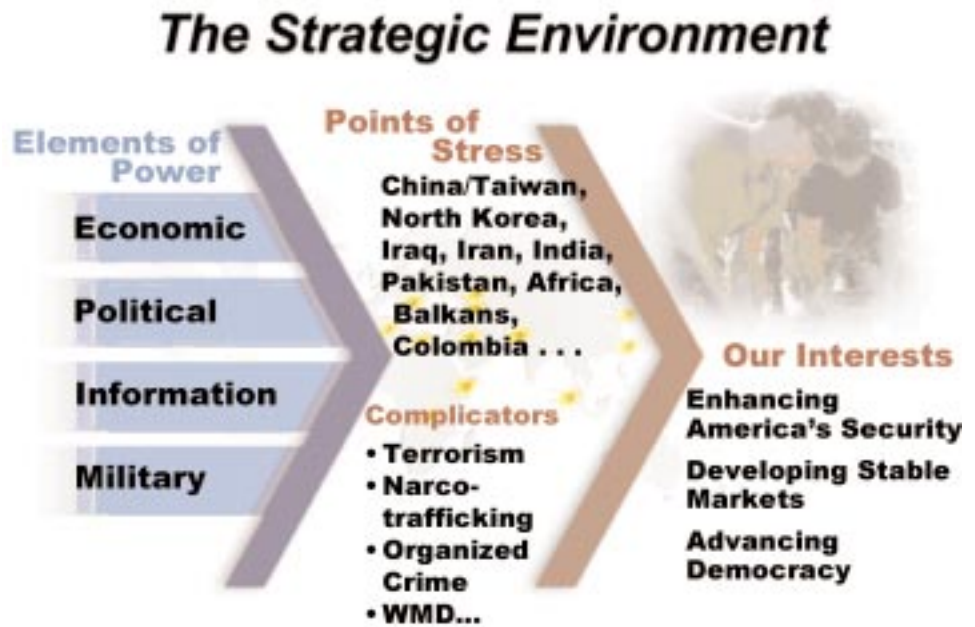 The Strategic Environment
Elements of
Power
Economic
Political
Information
Military
Points of
Stress
China/Taiwan,
North Korea,
Iraq, Iran, India,
Pakistan, Africa,
Balkans,
Colombia . . .
Complicators
• Terrorism
• Narco-
trafficking
• Organized
Crime
• WMD...
Our Interests
Enhancing
America's Security
Developing Stable
Markets
Advancing
Democracy